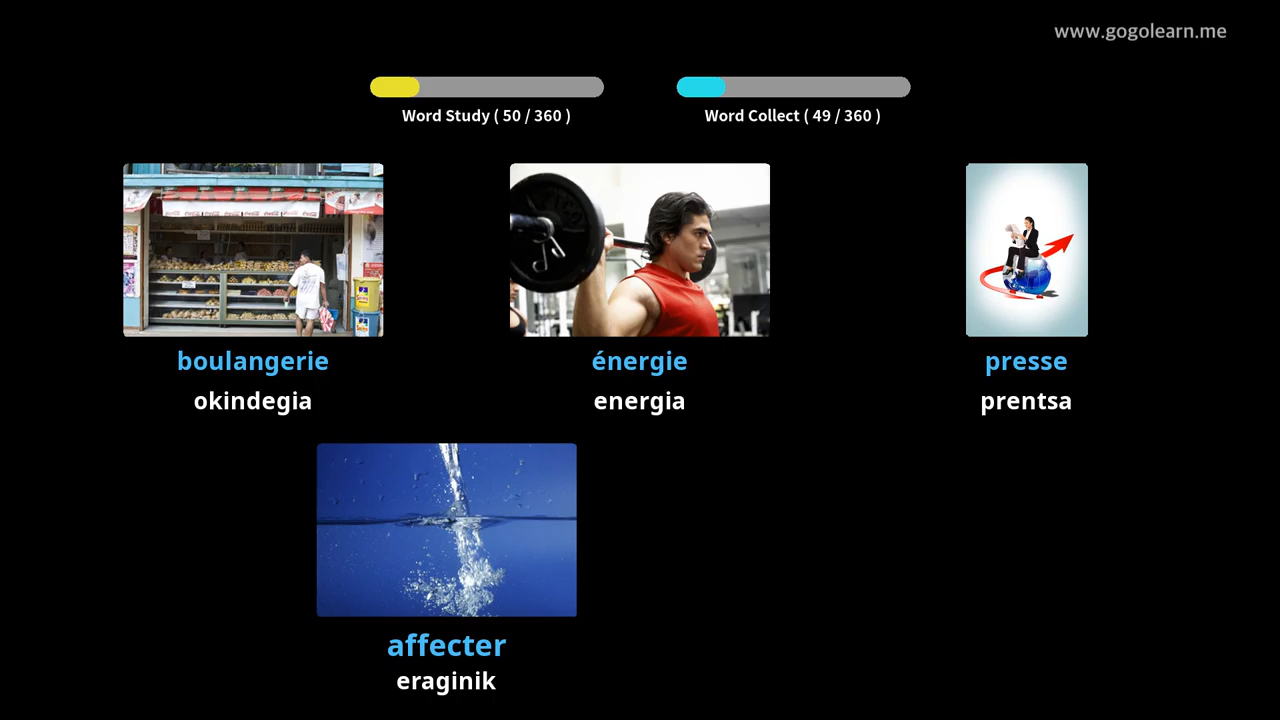 www.gogolearn.me
Word Study ( 50 / 360 )
Word Collect ( 49 / 360 )
boulangerie
énergie
presse
okindegia
energia
prentsa
affecter
eraginik